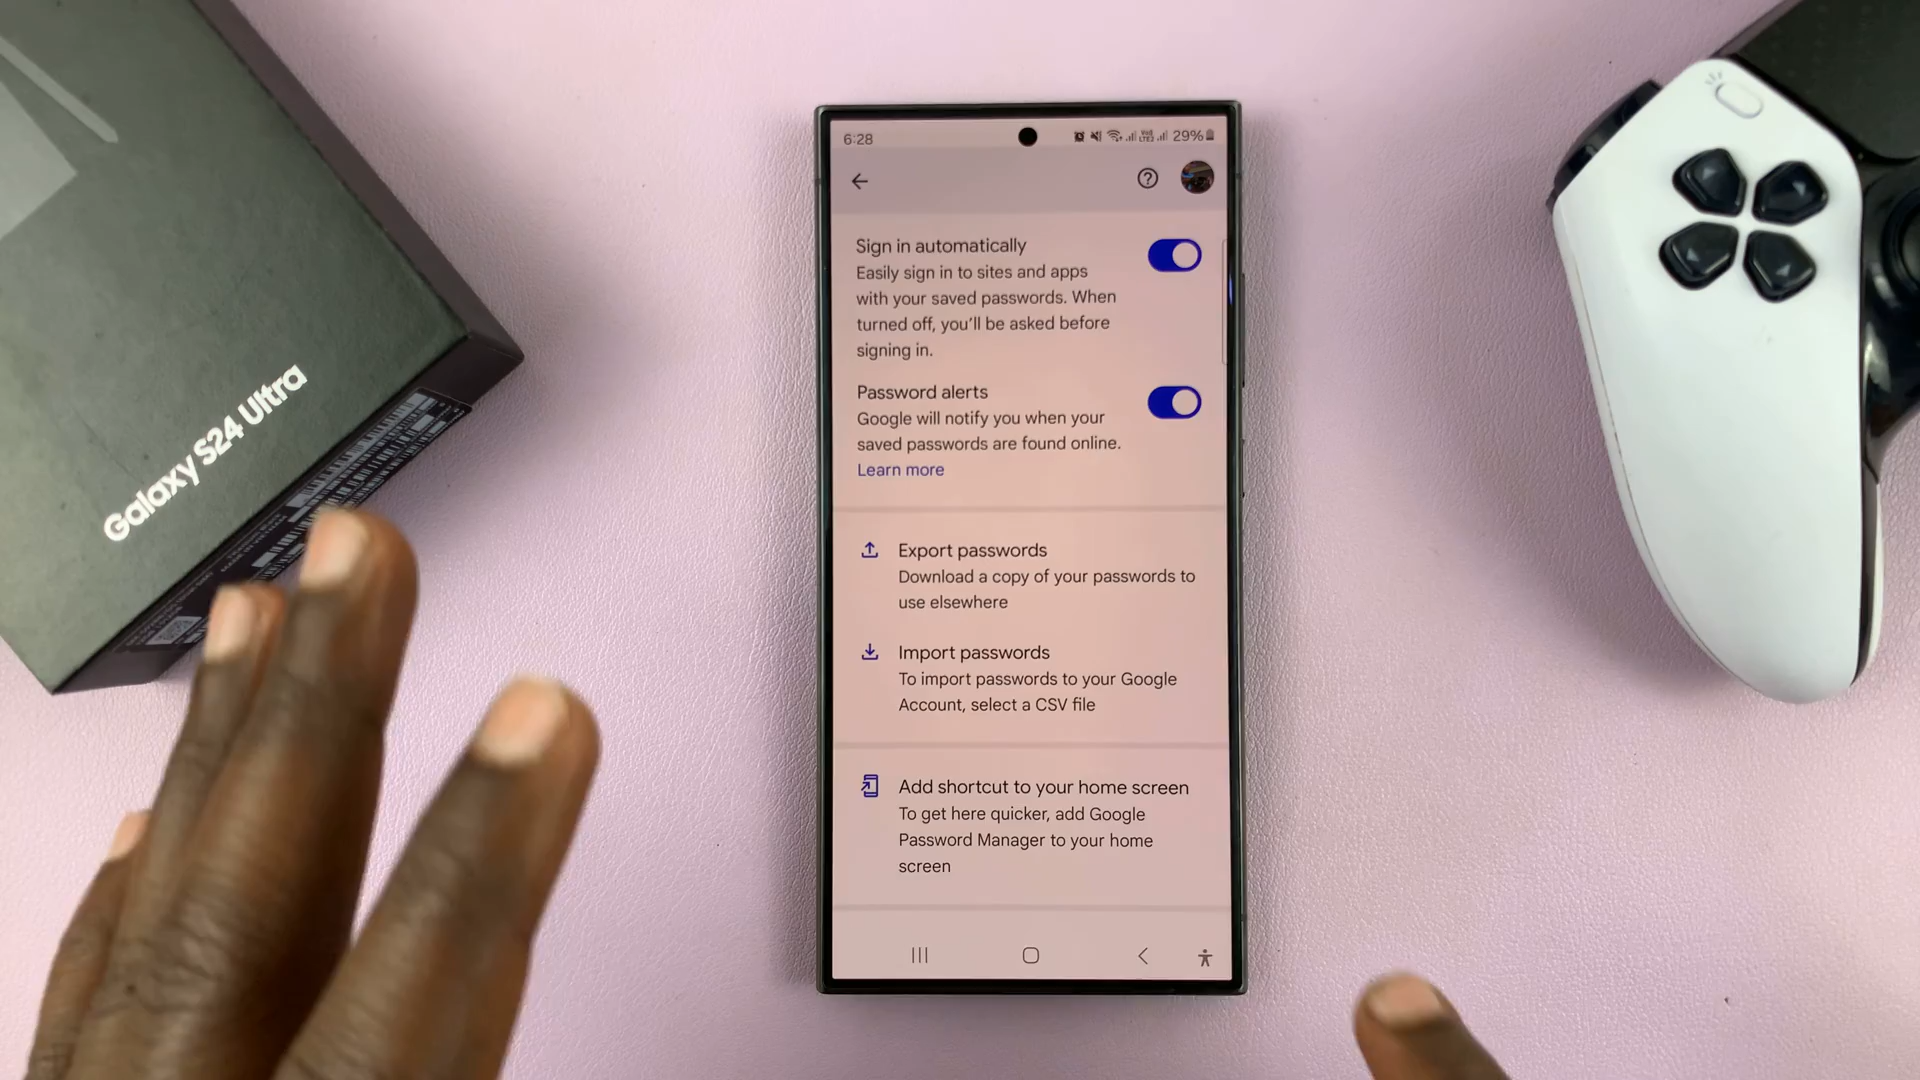 Galaxy S24 Ultra
6:28
29%
Sign in automatically
Easily sign in to sites and apps
with your saved passwords. When
turned off, you'll be asked before
signing in.
Password alerts
Google will notify you when your
saved passwords are found online.
Learn more
Export passwords
Download a copy of your passwords to
use elsewhere
Import passwords
To import passwords to your Google
Account, select a CSV file
Add shortcut to your home screen
To get here quicker, add Google
Password Manager to your home
screen